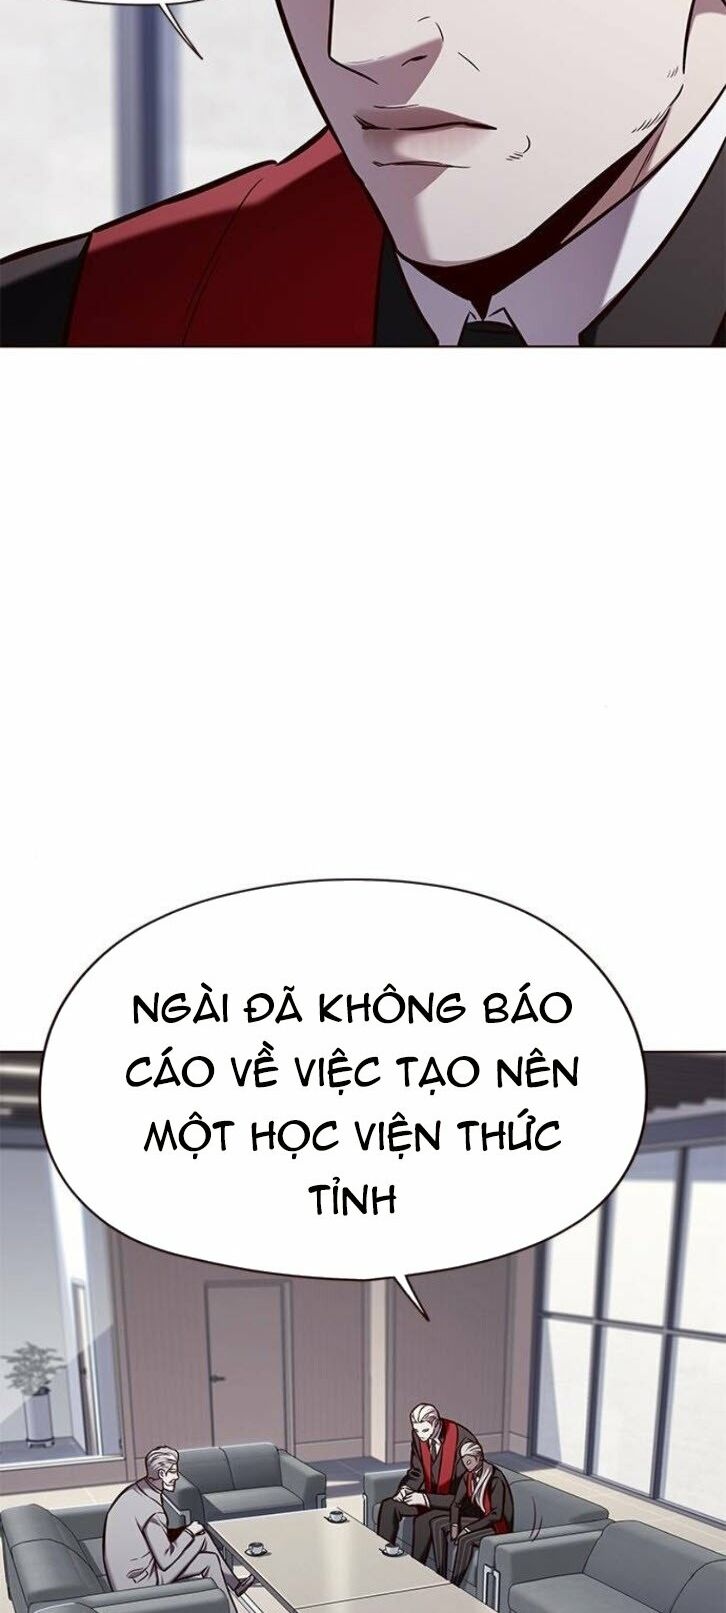 NGÀI ĐÃ KHÔNG BÁO
CÁO VỀ VIỆC TẠO NÊN
MỘT HỌC VIỆN THỨC
TỈNH